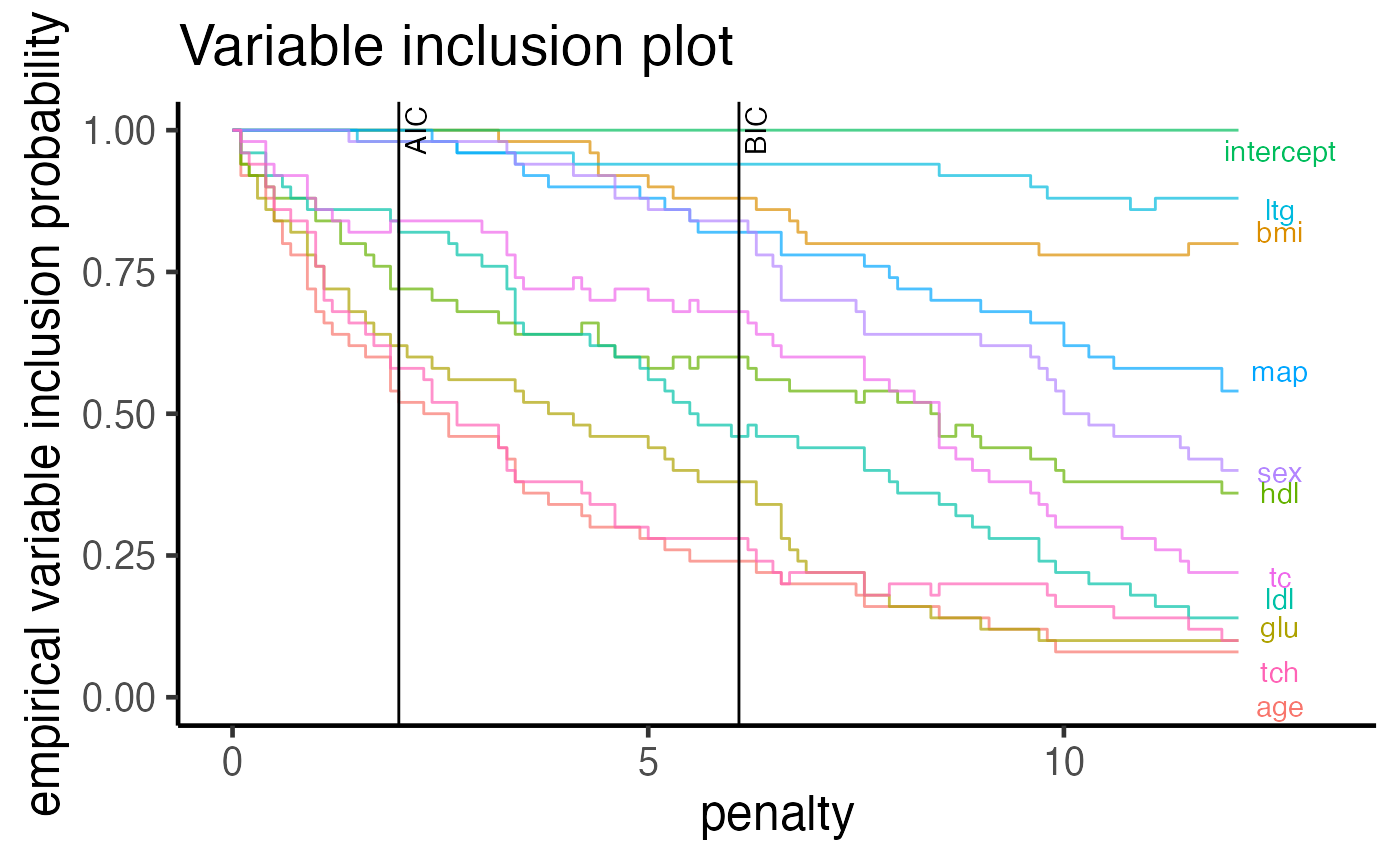 Variable inclusion plot
empirical variable inclusion probability
1.00
0.75
0.50
0.25
0.00
AIC
BIC
intercept
ltg
bmi
map
sex
hdl
tc
ldl
glu
tch
age
0 5 10
penalty